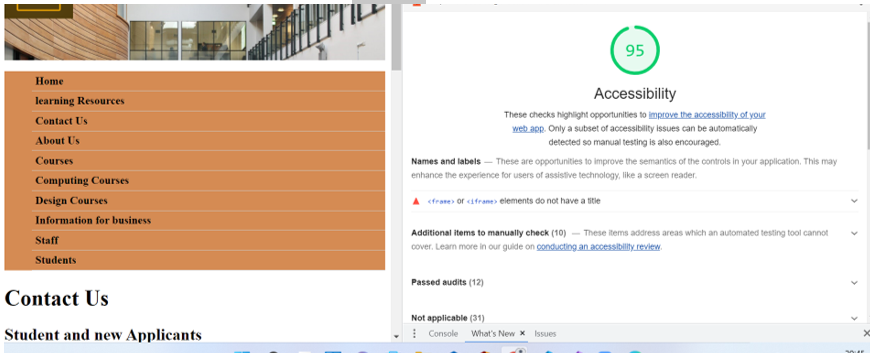 Home
learning Resources
Contact Us
About Us
Courses
Computing Courses
Design Courses
Information for business
Staff
Students
Contact Us
Student and new Applicants
95
Accessibility
These checks highlight opportunities to improve the accessibility of your
web app. Only a subset of accessibility issues can be automatically
detected so manual testing is also encouraged.
Names and labels — These are opportunities to improve the semantics of the controls in your application. This may
enhance the experience for users of assistive technology, like a screen reader.
<frame> or <iframe> elements do not have a title
Additional items to manually check (10) — These items address areas which an automated testing tool cannot
cover. Learn more in our guide on conducting an accessibility review.
Passed audits (12)
Not applicable (31)
Console What's New × Issues